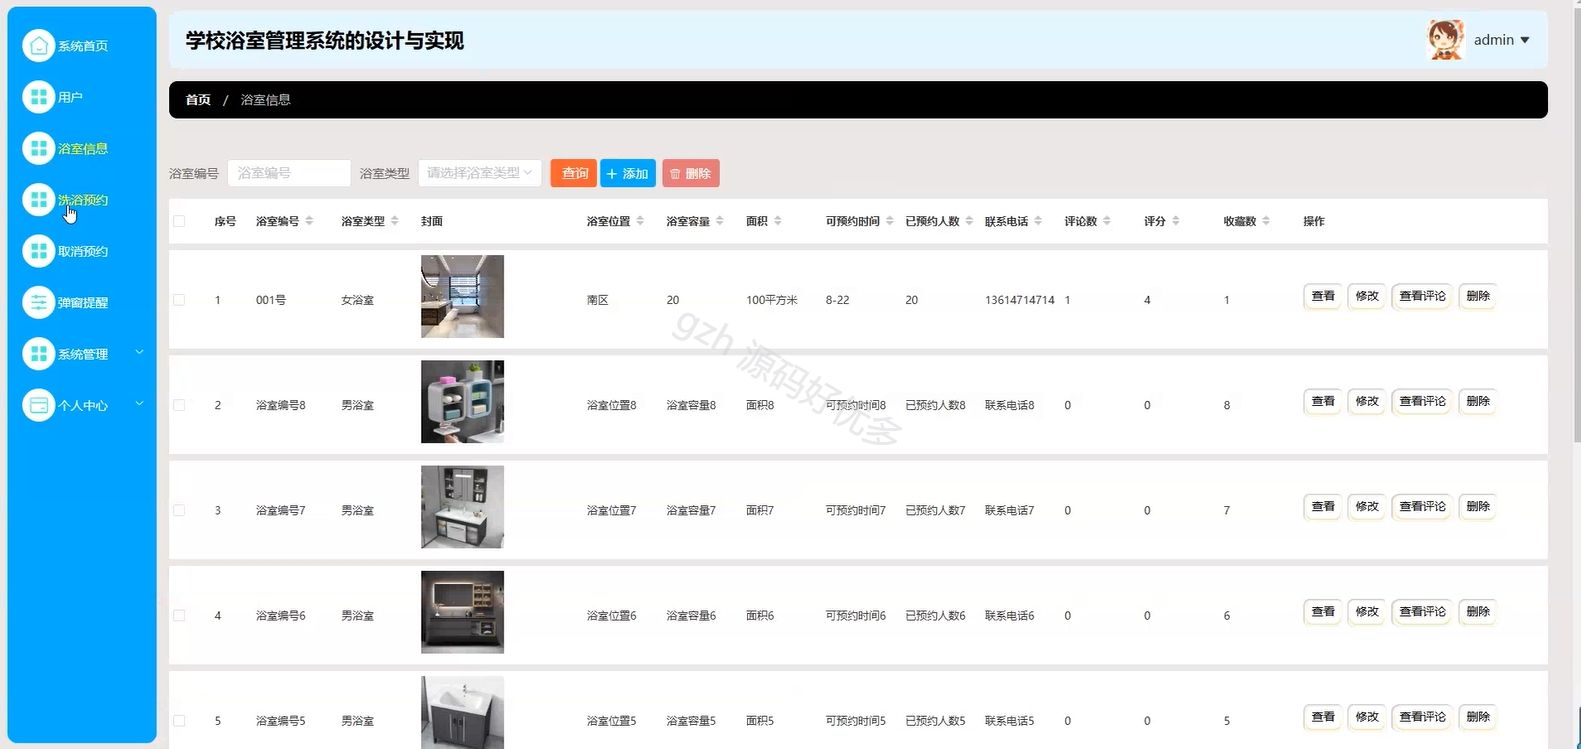 系统首页
用户
浴室信息
洗浴预约
取消预约
弹窗提醒
系统管理
个人中心
学校浴室管理系统的设计与实现
admin
首页 / 浴室信息
浴室编号 浴室编号 浴室类型 请选择浴室类型 查询 + 添加 删除
序号 浴室编号 浴室类型 封面 浴室位置 浴室容量 面积 可预约时间 已预约人数 联系电话 评论数 评分 收藏数 操作
1 001号 女浴室 南区 20 100平方米 8-22 20 13614714714 1 4 1 查看 修改 查看评论 删除
2 浴室编号8 男浴室 浴室位置8 浴室容量8 面积8 可预约时间8 已预约人数8 联系电话8 0 0 8 查看 修改 查看评论 删除
3 浴室编号7 男浴室 浴室位置7 浴室容量7 面积7 可预约时间7 已预约人数7 联系电话7 0 0 7 查看 修改 查看评论 删除
4 浴室编号6 男浴室 浴室位置6 浴室容量6 面积6 可预约时间6 已预约人数6 联系电话6 0 0 6 查看 修改 查看评论 删除
5 浴室编号5 男浴室 浴室位置5 浴室容量5 面积5 可预约时间5 已预约人数5 联系电话5 0 0 5 查看 修改 查看评论 删除
gzh 源码好优多